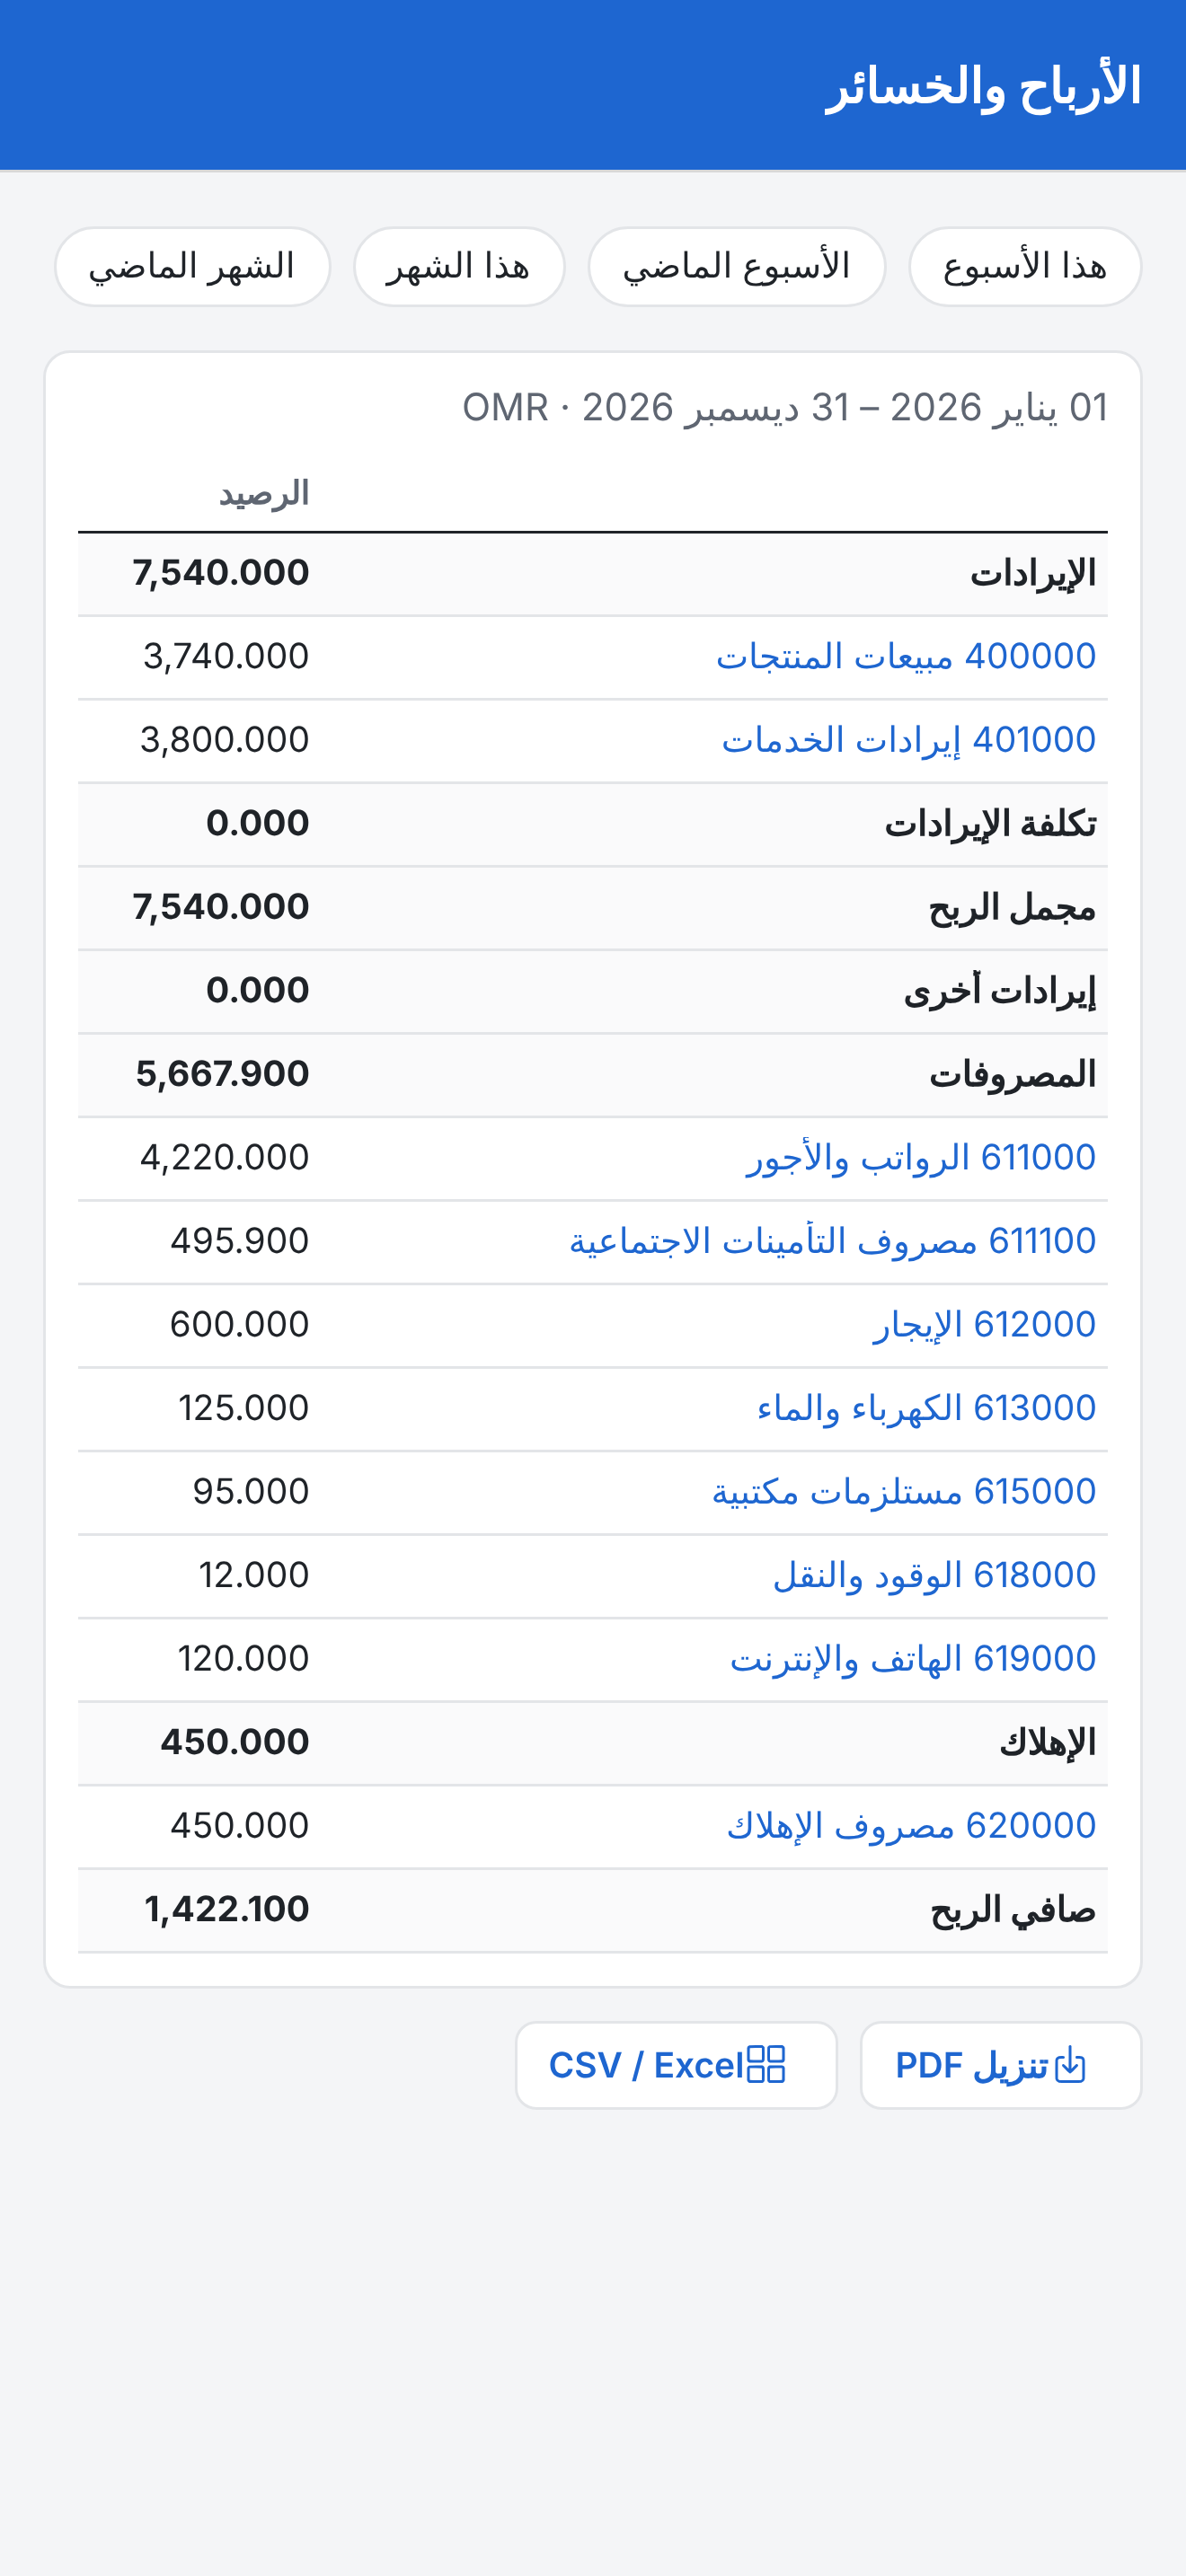 الأرباح والخسائر
هذا الأسبوع
الأسبوع الماضي
هذا الشهر
الشهر الماضي
01 يناير 2026 – 31 ديسمبر 2026 · OMR
الرصيد
الإيرادات 7,540.000
400000 مبيعات المنتجات 3,740.000
401000 إيرادات الخدمات 3,800.000
تكلفة الإيرادات 0.000
مجمل الربح 7,540.000
إيرادات أخرى 0.000
المصروفات 5,667.900
611000 الرواتب والأجور 4,220.000
611100 مصروف التأمينات الاجتماعية 495.900
612000 الإيجار 600.000
613000 الكهرباء والماء 125.000
615000 مستلزمات مكتبية 95.000
618000 الوقود والنقل 12.000
619000 الهاتف والإنترنت 120.000
الإهلاك 450.000
620000 مصروف الإهلاك 450.000
صافي الربح 1,422.100
تنزيل PDF
CSV / Excel